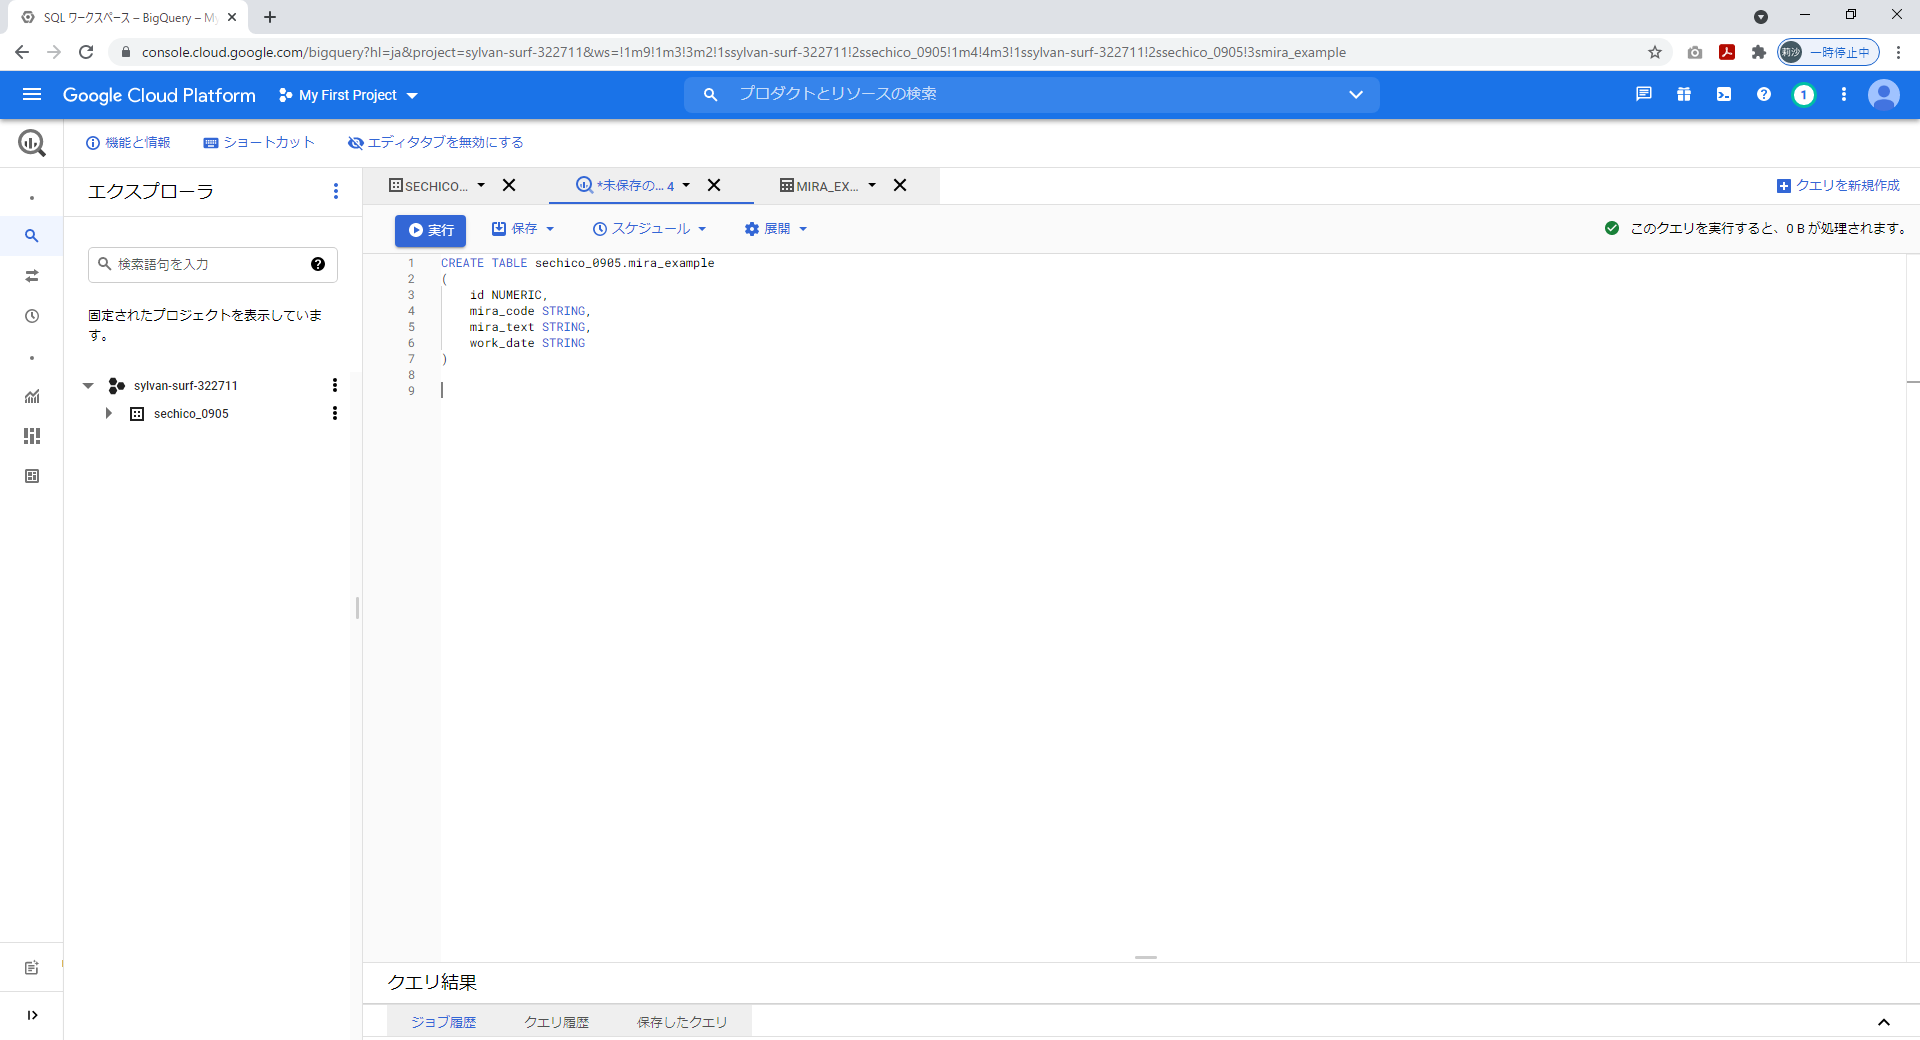 SQL ワークスペース – BigQuery – My
console.cloud.google.com/bigquery?hl=ja&project=sylvan-surf-322711&ws=!1m9!1m3!3m2!1ssylvan-surf-322711!2ssechico_0905!1m4!4m3!1ssylvan-surf-322711!2ssechico_0905!3smira_example
莉沙 一時停止中
Google Cloud Platform
My First Project
プロダクトとリソースの検索
1
機能と情報
ショートカット
エディタタブを無効にする
エクスプローラ
SECHICO...
*未保存の... 4
MIRA_EX...
クエリを新規作成
実行
保存
スケジュール
展開
このクエリを実行すると、0 B が処理されます。
検索語句を入力
固定されたプロジェクトを表示していま
す。
sylvan-surf-322711
sechico_0905
1 CREATE TABLE sechico_0905.mira_example
2 (
3 id NUMERIC,
4 mira_code STRING,
5 mira_text STRING,
6 work_date STRING
7 )
8
9
クエリ結果
ジョブ履歴
クエリ履歴
保存したクエリ